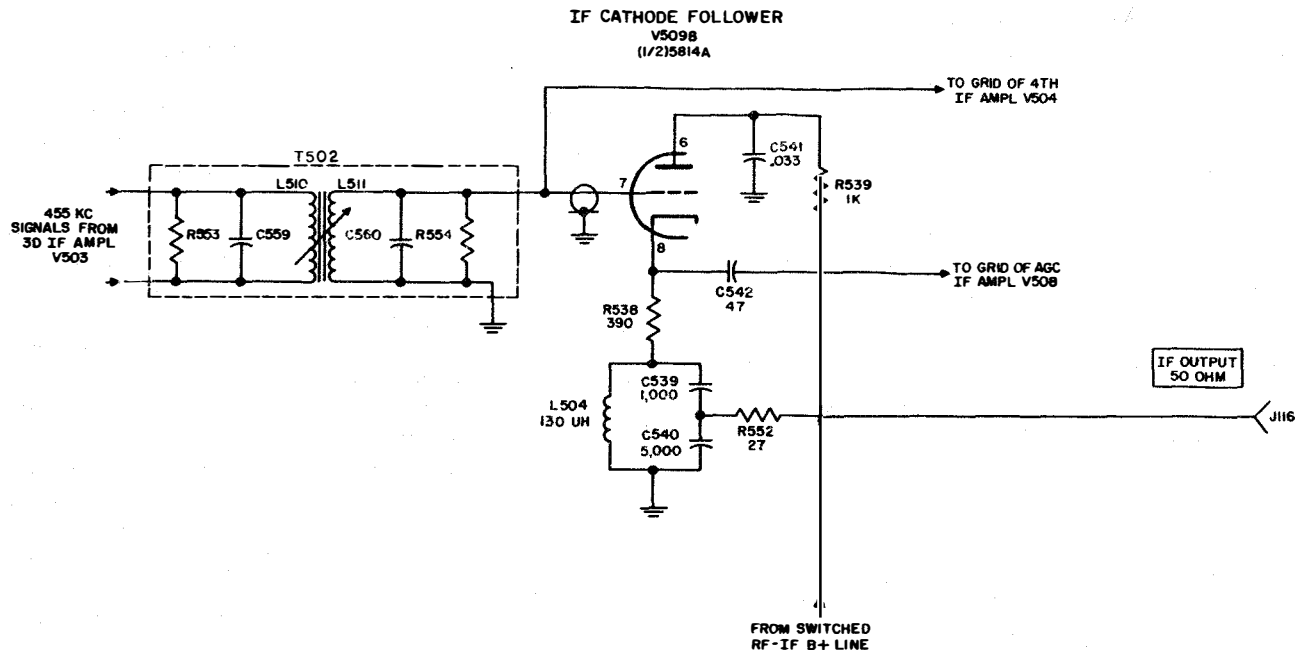 IF CATHODE FOLLOWER
V509B
(1/2)5814A
TO GRID OF 4TH
IF AMPL V504
6
C541
.033
T502
L510
L511
7
R539
1K
455 KC
SIGNALS FROM
3D IF AMPL
V503
R553
C559
C560
R554
8
TO GRID OF AGC
IF AMPL V508
C542
47
R538
390
IF OUTPUT
50 OHM
C539
1,000
L504
130 UH
J116
C540
5,000
R552
27
FROM SWITCHED
RF-IF B+ LINE